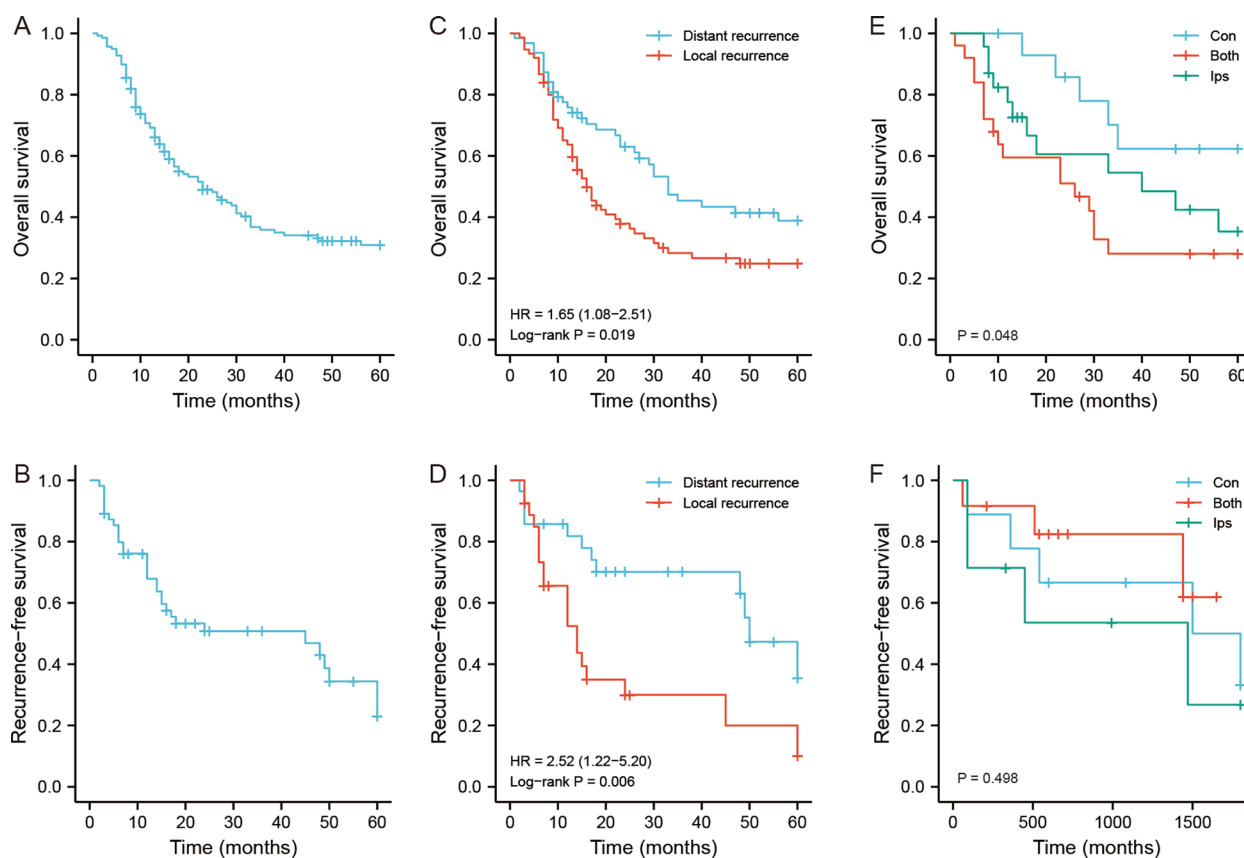 A
Overall survival
1.0
0.8
0.6
0.4
0.2
0.0
0 10 20 30 40 50 60
Time (months)
C
Overall survival
1.0
0.8
0.6
0.4
0.2
0.0
Distant recurrence
Local recurrence
HR = 1.65 (1.08−2.51)
Log−rank P = 0.019
0 10 20 30 40 50 60
Time (months)
E
Overall survival
1.0
0.8
0.6
0.4
0.2
0.0
Con
Both
Ips
P = 0.048
0 10 20 30 40 50 60
Time (months)
B
Recurrence−free survival
1.0
0.8
0.6
0.4
0.2
0.0
0 10 20 30 40 50 60
Time (months)
D
Recurrence−free survival
1.0
0.8
0.6
0.4
0.2
0.0
Distant recurrence
Local recurrence
HR = 2.52 (1.22−5.20)
Log−rank P = 0.006
0 10 20 30 40 50 60
Time (months)
F
Recurrence−free survival
1.0
0.8
0.6
0.4
0.2
0.0
Con
Both
Ips
P = 0.498
0 500 1000 1500
Time (months)